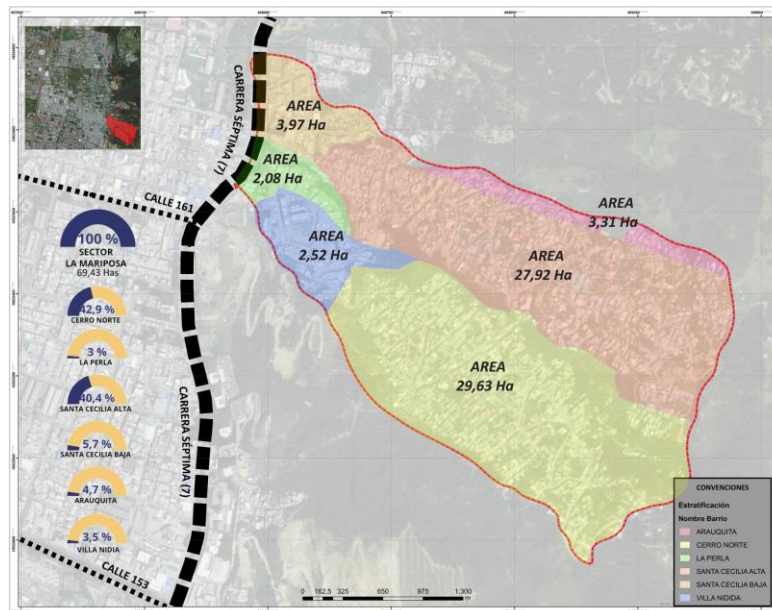 CARRERA SÉPTIMA (7)
AREA
3,97 Ha
AREA
2,08 Ha
CALLE 161
AREA
3,31 Ha
100 %
SECTOR
LA MARIPOSA
69,43 Has
AREA
2,52 Ha
AREA
27,92 Ha
42,9 %
CERRO NORTE
3 %
LA PERLA
AREA
29,63 Ha
40,4 %
SANTA CECILIA ALTA
CARRERA SÉPTIMA (7)
5,7 %
SANTA CECILIA BAJA
4,7 %
ARAUQUITA
3,5 %
VILLA NIDIA
CALLE 153
CONVENCIONES
Estratificación
Nombre Barrio
ARAUQUITA
CERRO NORTE
LA PERLA
SANTA CECILIA ALTA
SANTA CECILIA BAJA
VILLA NIDIDA
0 162,5 325 650 975 1.300